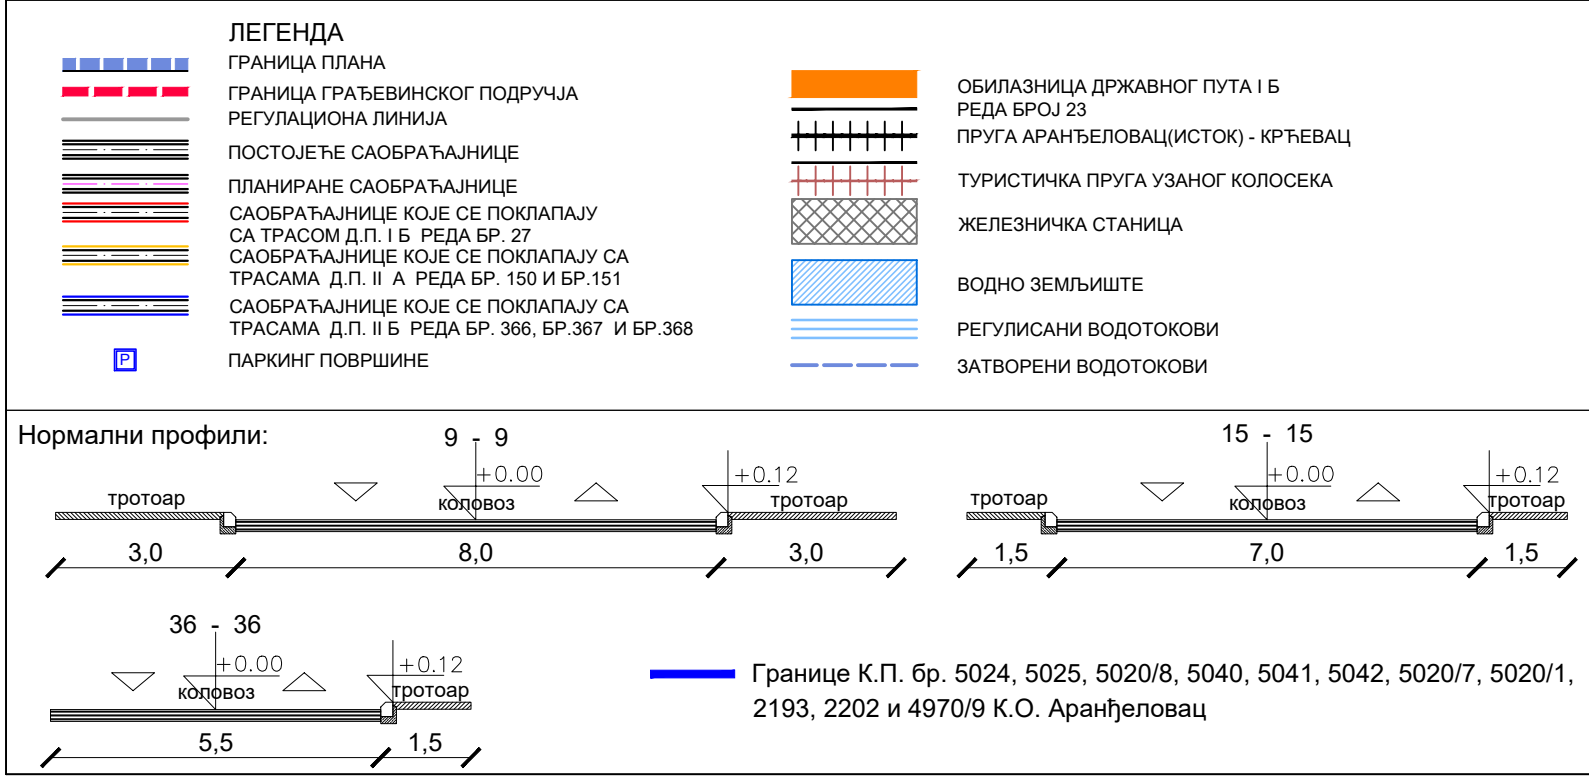 ЛЕГЕНДА
ГРАНИЦА ПЛАНА
ГРАНИЦА ГРАЂЕВИНСКОГ ПОДРУЧЈА
РЕГУЛАЦИОНА ЛИНИЈА
ПОСТОЈЕЋЕ САОБРАЋАЈНИЦЕ
ПЛАНИРАНЕ САОБРАЋАЈНИЦЕ
САОБРАЋАЈНИЦЕ КОЈЕ СЕ ПОКЛАПАЈУ
СА ТРАСОМ Д.П. I Б РЕДА БР. 27
САОБРАЋАЈНИЦЕ КОЈЕ СЕ ПОКЛАПАЈУ СА
ТРАСАМА Д.П. II А РЕДА БР. 150 И БР.151
САОБРАЋАЈНИЦЕ КОЈЕ СЕ ПОКЛАПАЈУ СА
ТРАСАМА Д.П. II Б РЕДА БР. 366, БР.367 И БР.368
P
ПАРКИНГ ПОВРШИНЕ
ОБИЛАЗНИЦА ДРЖАВНОГ ПУТА I Б
РЕДА БРОЈ 23
ПРУГА АРАНЂЕЛОВАЦ(ИСТОК) - КРЋЕВАЦ
ТУРИСТИЧКА ПРУГА УЗАНОГ КОЛОСЕКА
ЖЕЛЕЗНИЧКА СТАНИЦА
ВОДНО ЗЕМЉИШТЕ
РЕГУЛИСАНИ ВОДОТОКОВИ
ЗАТВОРЕНИ ВОДОТОКОВИ
Нормални профили:
9 - 9
+0.00
+0.12
тротоар
коловоз
тротоар
3,0
8,0
3,0
15 - 15
+0.00
+0.12
тротоар
коловоз
тротоар
1,5
7,0
1,5
36 - 36
+0.00
+0.12
коловоз
тротоар
5,5
1,5
Границе К.П. бр. 5024, 5025, 5020/8, 5040, 5041, 5042, 5020/7, 5020/1,
2193, 2202 и 4970/9 К.О. Аранђеловац